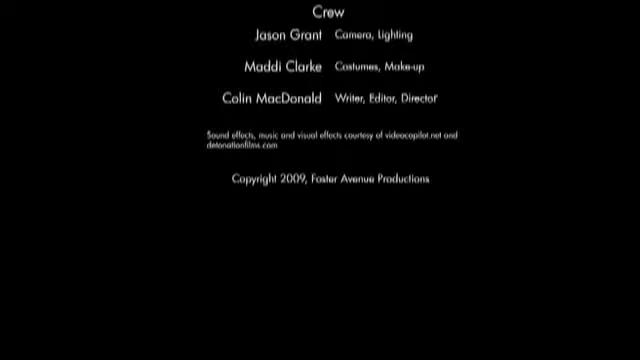 Crew
Jason Grant Camera, Lighting
Maddi Clarke Costumes, Make-up
Colin MacDonald Writer, Editor, Director
Sound effects, music and visual effects courtesy of videocopilot.net and
detonationfilms.com
Copyright 2009, Foster Avenue Productions